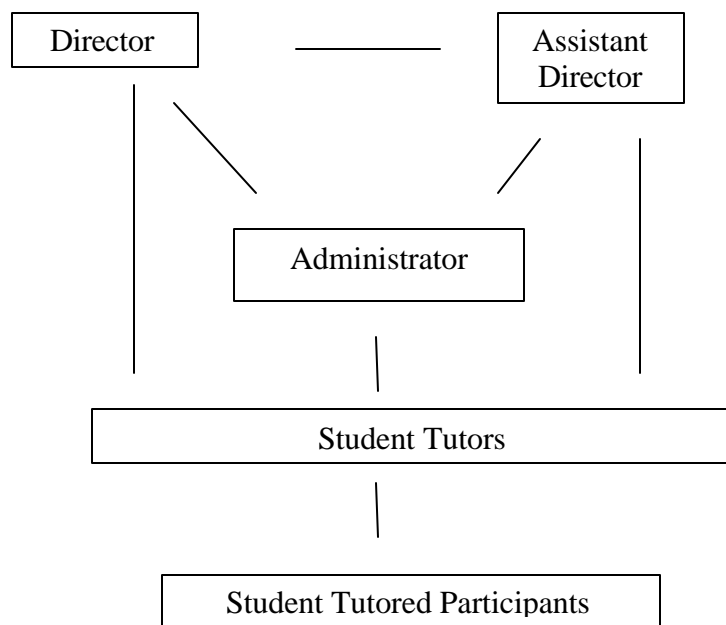 Director
Assistant
Director
Administrator
Student Tutors
Student Tutored Participants